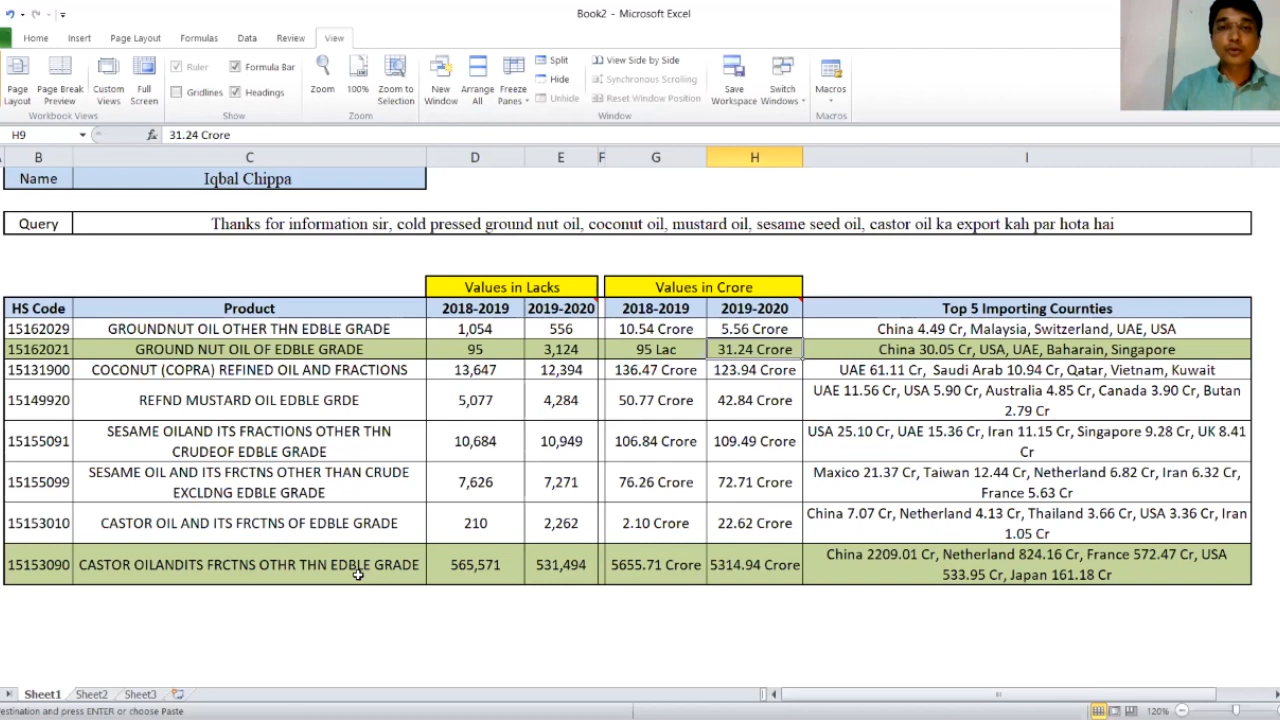 Book2 - Microsoft Excel
Home Insert Page Layout Formulas Data Review View
Ruler Formula Bar Split View Side by Side
Gridlines Headings Hide Synchronous Scrolling
Unhide Reset Window Position
Page Layout Page Break Preview Custom Views Full Screen Zoom 100% Zoom to Selection New Window Arrange All Freeze Panes Save Workspace Switch Windows Macros
Workbook Views Show Zoom Window Macros
H9 fx 31.24 Crore
B C D E F G H I
Name Iqbal Chippa
Query Thanks for information sir, cold pressed ground nut oil, coconut oil, mustard oil, sesame seed oil, castor oil ka export kah par hota hai
Values in Lacks Values in Crore
HS Code Product 2018-2019 2019-2020 2018-2019 2019-2020 Top 5 Importing Counrties
15162029 GROUNDNUT OIL OTHER THN EDBLE GRADE 1,054 556 10.54 Crore 5.56 Crore China 4.49 Cr, Malaysia, Switzerland, UAE, USA
15162021 GROUND NUT OIL OF EDBLE GRADE 95 3,124 95 Lac 31.24 Crore China 30.05 Cr, USA, UAE, Baharain, Singapore
15131900 COCONUT (COPRA) REFINED OIL AND FRACTIONS 13,647 12,394 136.47 Crore 123.94 Crore UAE 61.11 Cr, Saudi Arab 10.94 Cr, Qatar, Vietnam, Kuwait
15149920 REFND MUSTARD OIL EDBLE GRDE 5,077 4,284 50.77 Crore 42.84 Crore UAE 11.56 Cr, USA 5.90 Cr, Australia 4.85 Cr, Canada 3.90 Cr, Butan
2.79 Cr
15155091 SESAME OILAND ITS FRACTIONS OTHER THN 10,684 10,949 106.84 Crore 109.49 Crore USA 25.10 Cr, UAE 15.36 Cr, Iran 11.15 Cr, Singapore 9.28 Cr, UK 8.41
CRUDEOF EDBLE GRADE Cr
15155099 SESAME OIL AND ITS FRCTNS OTHER THAN CRUDE 7,626 7,271 76.26 Crore 72.71 Crore Maxico 21.37 Cr, Taiwan 12.44 Cr, Netherland 6.82 Cr, Iran 6.32 Cr,
EXCLDNG EDBLE GRADE France 5.63 Cr
15153010 CASTOR OIL AND ITS FRCTNS OF EDBLE GRADE 210 2,262 2.10 Crore 22.62 Crore China 7.07 Cr, Netherland 4.13 Cr, Thailand 3.66 Cr, USA 3.36 Cr, Iran
1.05 Cr
15153090 CASTOR OILANDITS FRCTNS OTHR THN EDBLE GRADE 565,571 531,494 5655.71 Crore 5314.94 Crore China 2209.01 Cr, Netherland 824.16 Cr, France 572.47 Cr, USA
533.95 Cr, Japan 161.18 Cr
Sheet1 Sheet2 Sheet3
estination and press ENTER or choose Paste 120%